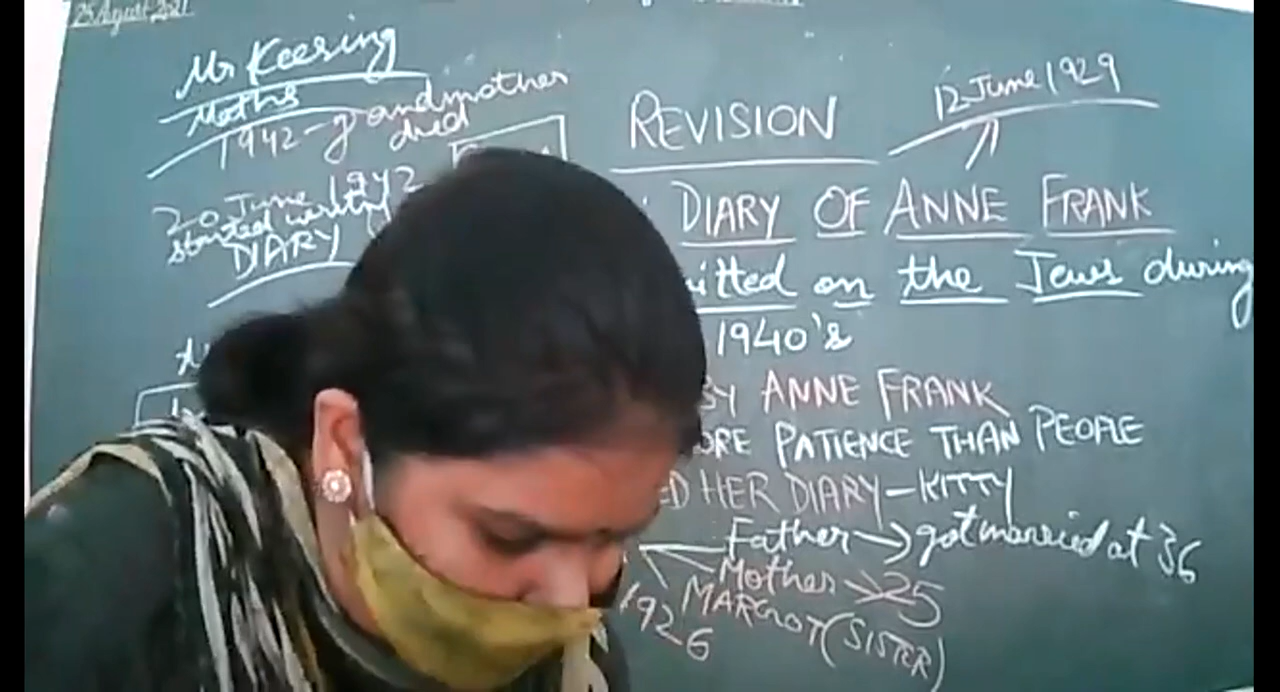 25 August 2021
Mr Keesing
Maths
1942 - grandmother
died
20 June 1942
started writing
DIARY
REVISION
12 June 1929
DIARY OF ANNE FRANK
itted on the Jews during
1940's
BY ANNE FRANK
ORE PATIENCE THAN PEOPLE
ED HER DIARY - KITTY
Father → got married at 36
Mother → 25
MARGOT (SISTER)
1926